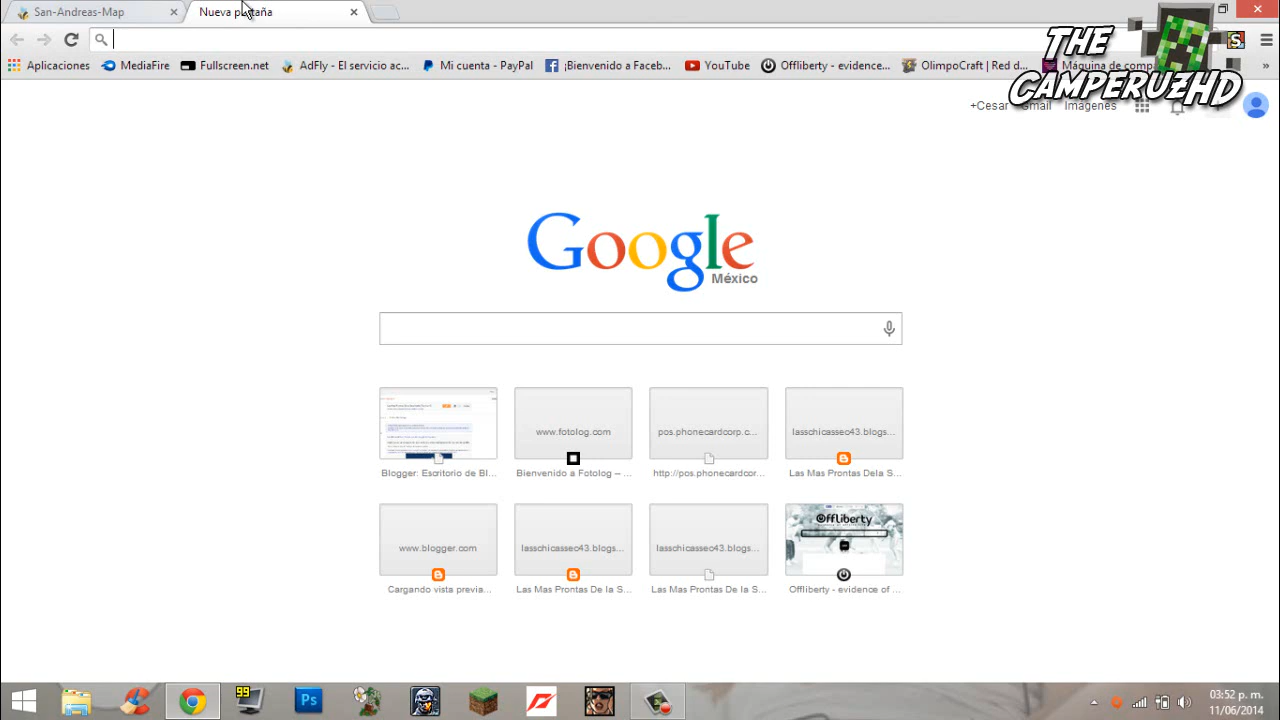 San-Andreas-Map
Nueva pestaña
THE
CAMPERUZHD
Aplicaciones
MediaFire
Fullscreen.net
AdFly - El servicio ac...
Mi cuenta - PayPal
¡Bienvenido a Faceb...
YouTube
Offliberty - evidence...
OlimpoCraft | Red d...
Máquina de
»
+Cesar
Gmail
Imágenes
Google
México
www.fotolog.com
pos.phonecardcorp.c...
lasschicasseo43.blogs...
Blogger: Escritorio de Bl...
Bienvenido a Fotolog – ...
http://pos.phonecardcor...
Las Mas Prontas Dela S...
www.blogger.com
lasschicasseo43.blogs...
lasschicasseo43.blogs...
Offliberty
Cargando vista previa...
Las Mas Prontas De la S...
Las Mas Prontas De la S...
Offliberty - evidence of ...
99
Ps
03:52 p. m.
11/06/2014